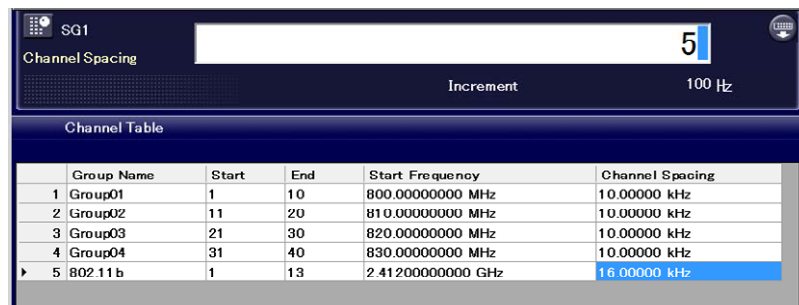 SG1
5
Channel Spacing
Increment 100 Hz
Channel Table
Group Name Start End Start Frequency Channel Spacing
1 Group01 1 10 800.00000000 MHz 10.00000 kHz
2 Group02 11 20 810.00000000 MHz 10.00000 kHz
3 Group03 21 30 820.00000000 MHz 10.00000 kHz
4 Group04 31 40 830.00000000 MHz 10.00000 kHz
5 802.11b 1 13 2.41200000000 GHz 16.00000 kHz